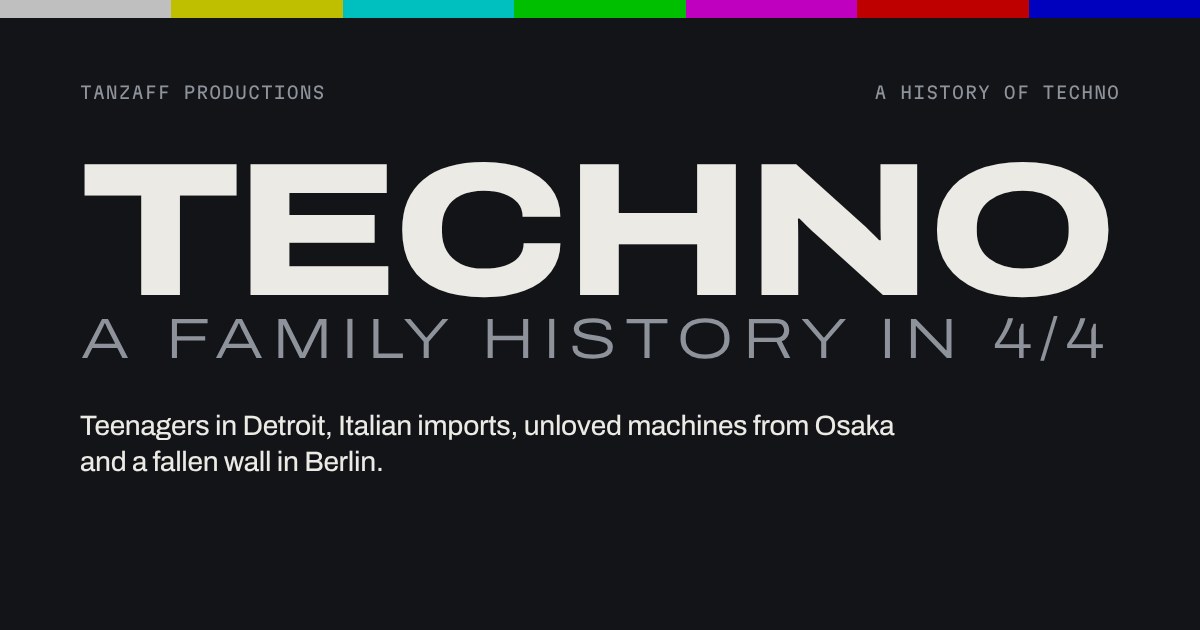 TANZAFF PRODUCTIONS
A HISTORY OF TECHNO
TECHNO
A FAMILY HISTORY IN 4/4
Teenagers in Detroit, Italian imports, unloved machines from Osaka
and a fallen wall in Berlin.